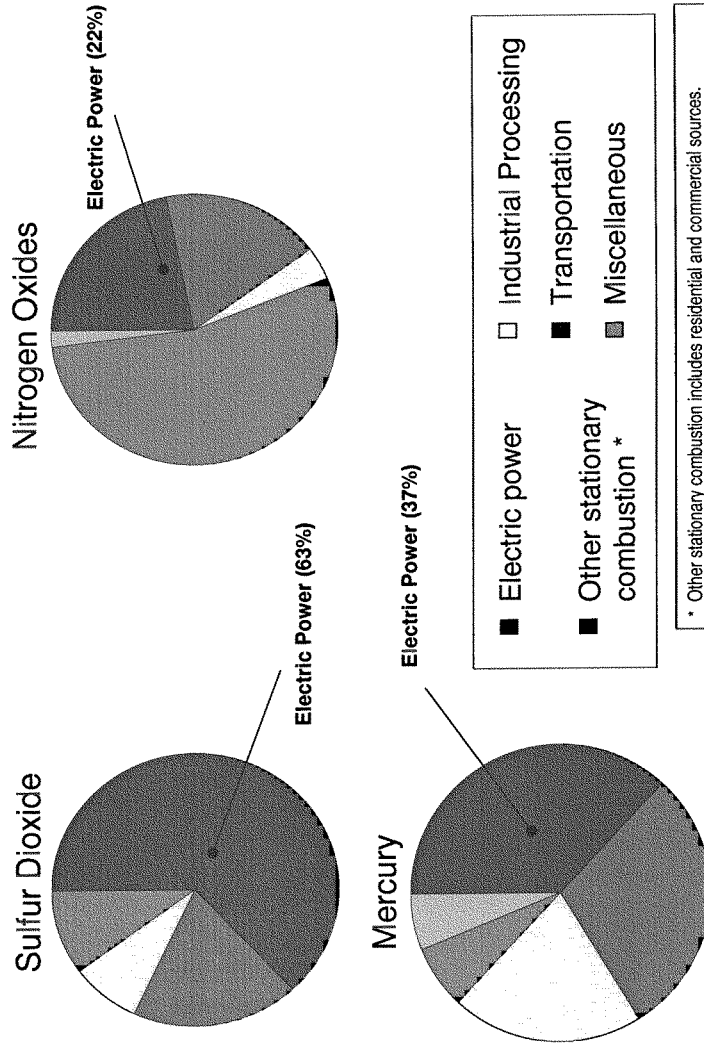 Sulfur Dioxide
Electric Power (63%)
Nitrogen Oxides
Electric Power (22%)
Mercury
Electric Power (37%)
Electric power
Industrial Processing
Other stationary
combustion *
Transportation
Miscellaneous
* Other stationary combustion includes residential and commercial sources.